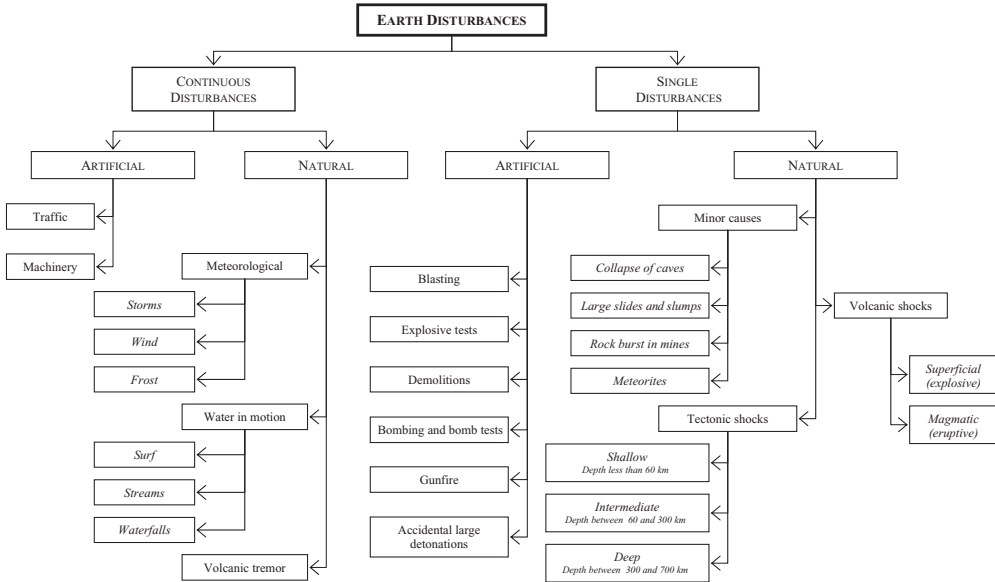 EARTH DISTURBANCES
CONTINUOUS
DISTURBANCES
ARTIFICIAL
Traffic
Machinery
NATURAL
Meteorological
Storms
Wind
Frost
Water in motion
Surf
Streams
Waterfalls
Volcanic tremor
SINGLE
DISTURBANCES
ARTIFICIAL
Blasting
Explosive tests
Demolitions
Bombing and bomb tests
Gunfire
Accidental large
detonations
NATURAL
Minor causes
Collapse of caves
Large slides and slumps
Rock burst in mines
Meteorites
Volcanic shocks
Superficial
(explosive)
Magmatic
(eruptive)
Tectonic shocks
Shallow
Depth less than 60 km
Intermediate
Depth between 60 and 300 km
Deep
Depth between 300 and 700 km